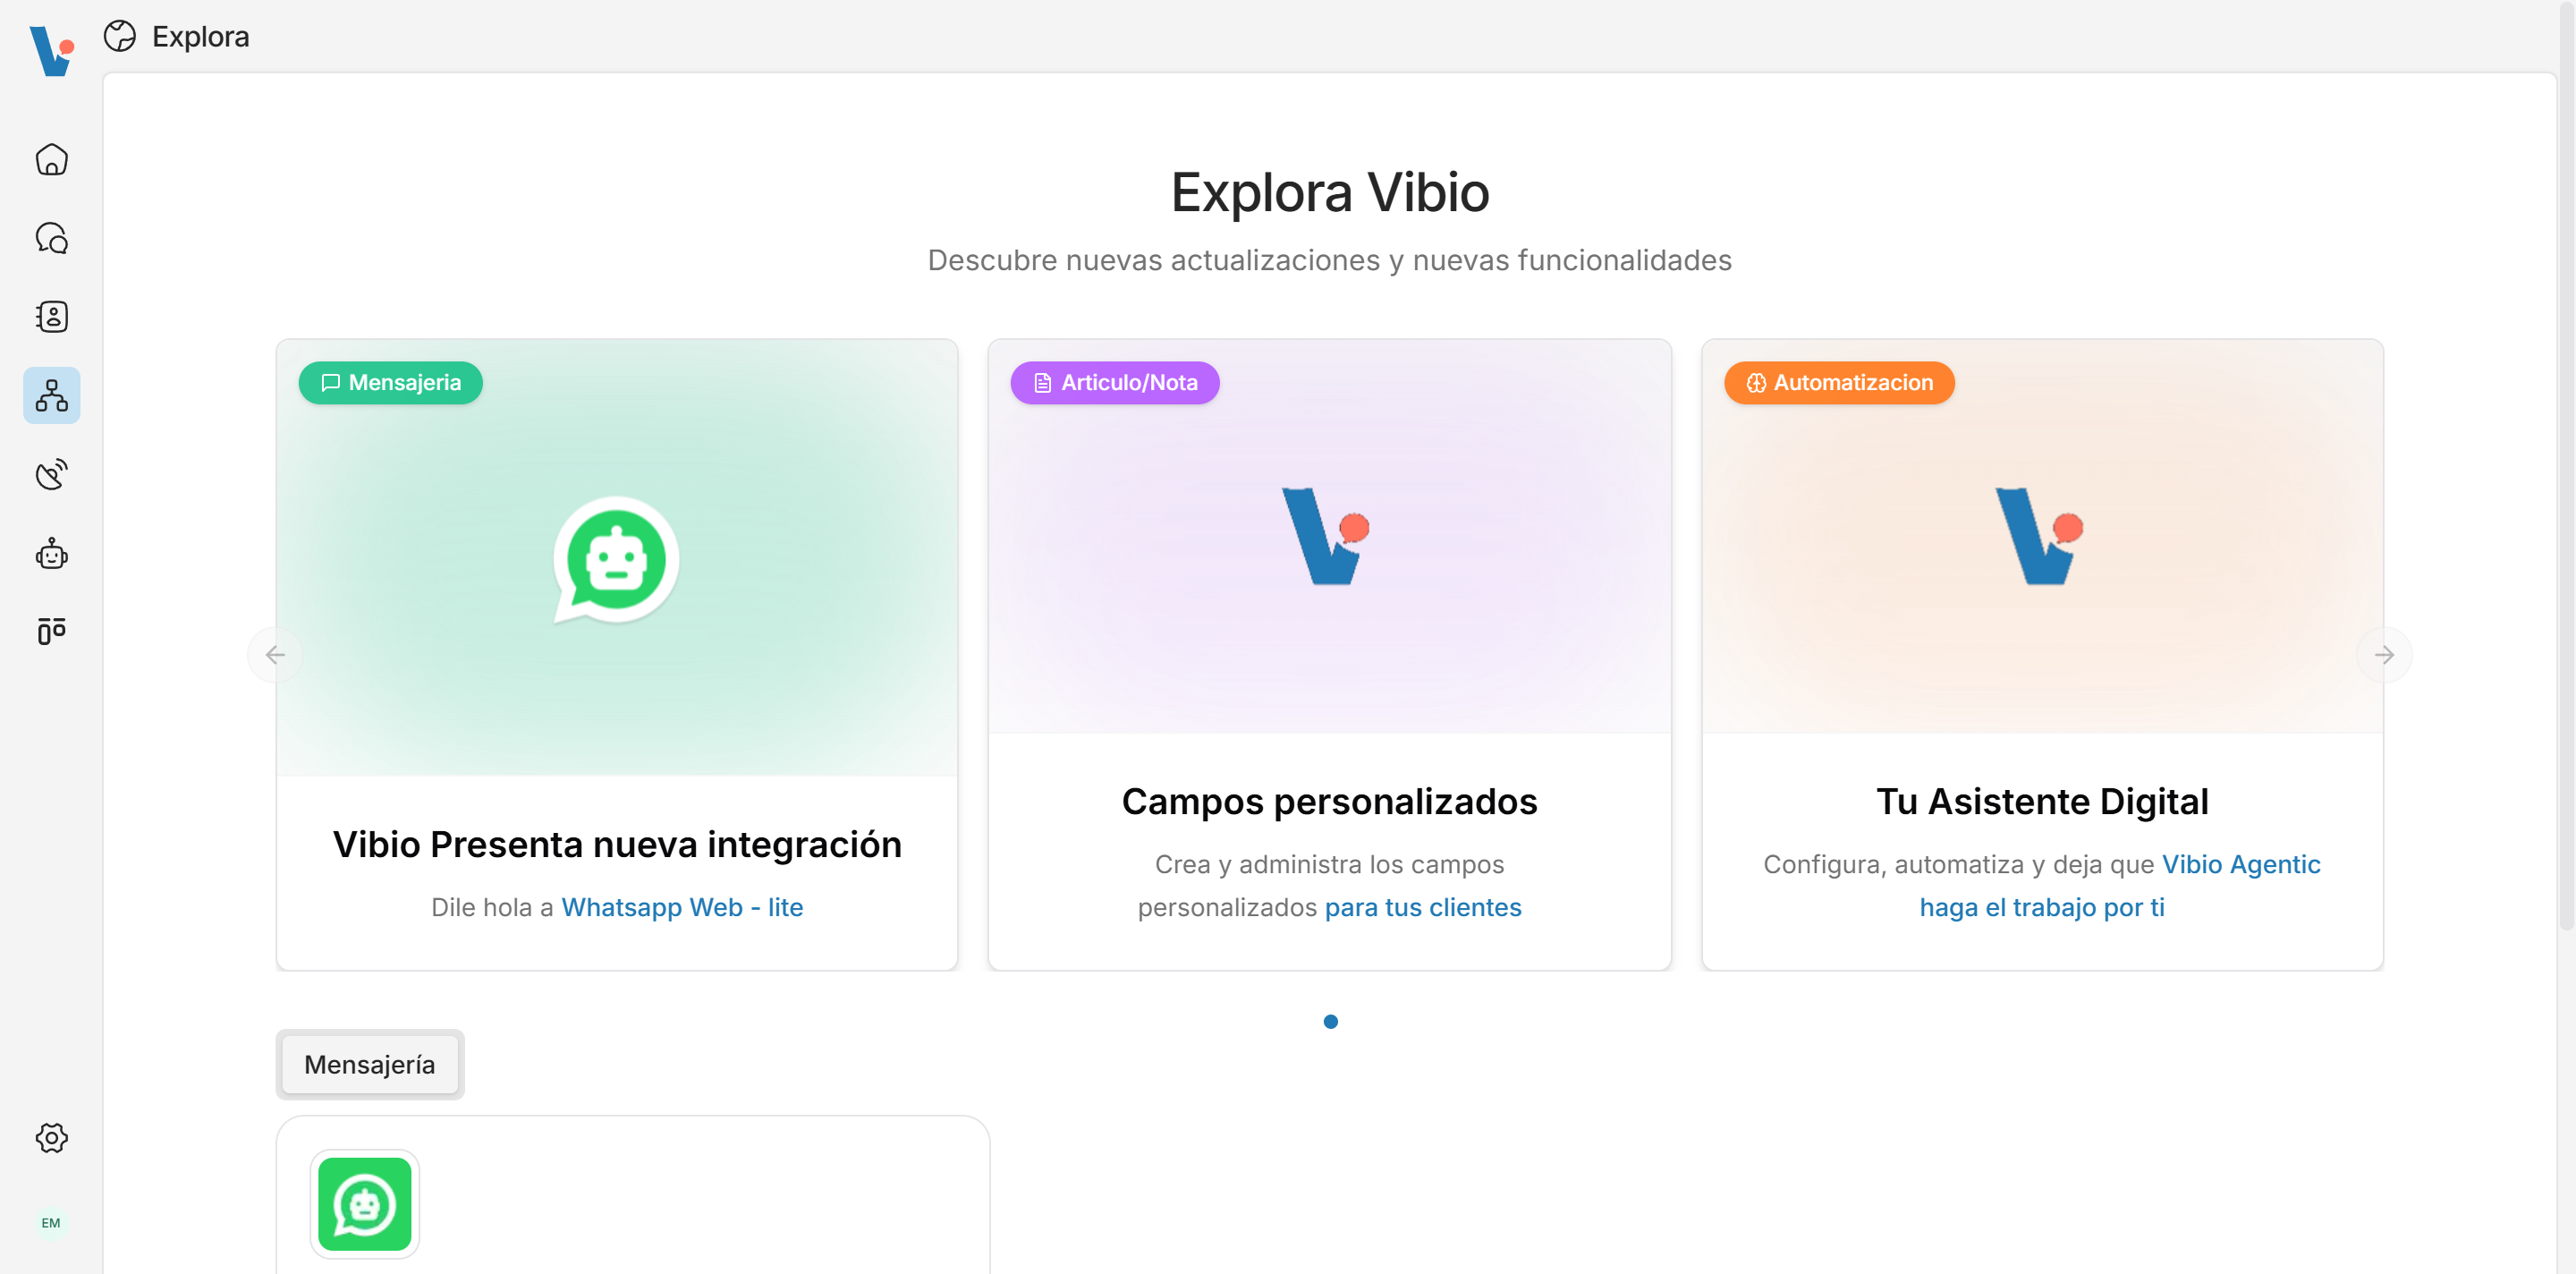 Explora
Explora Vibio
Descubre nuevas actualizaciones y nuevas funcionalidades
Mensajeria
Vibio Presenta nueva integración
Dile hola a Whatsapp Web - lite
Articulo/Nota
Campos personalizados
Crea y administra los campos
personalizados para tus clientes
Automatizacion
Tu Asistente Digital
Configura, automatiza y deja que Vibio Agentic
haga el trabajo por ti
Mensajería
EM